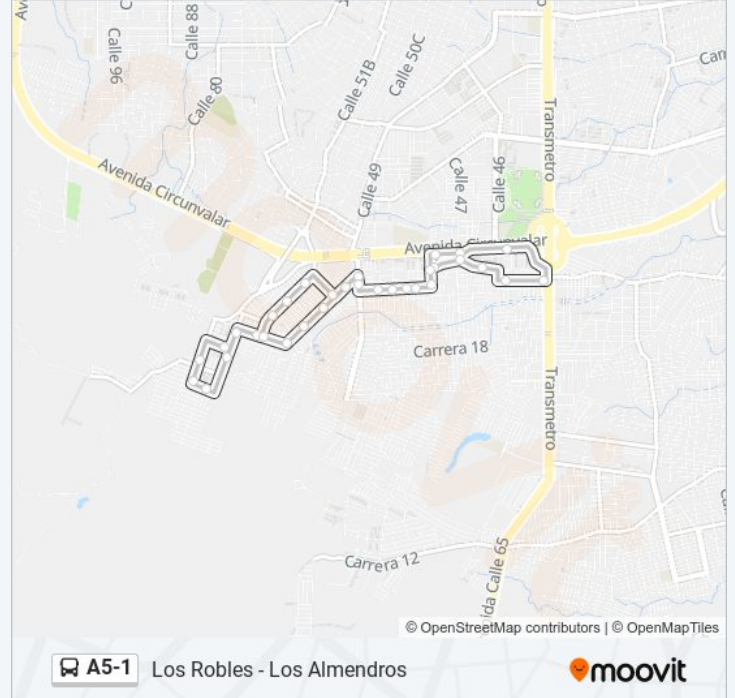 Av
Calle 96
C
Calle 88
Calle 80
Calle 51B
Calle 50C
Transmetro
Calle 49
Calle 47
Calle 46
Avenida Circunvalar
Avenida Circunvalar
Carrera 18
Transmetro
Carrera 12
ida Calle 65
© OpenStreetMap contributors | © OpenMapTiles
A5-1 Los Robles - Los Almendros
moovit